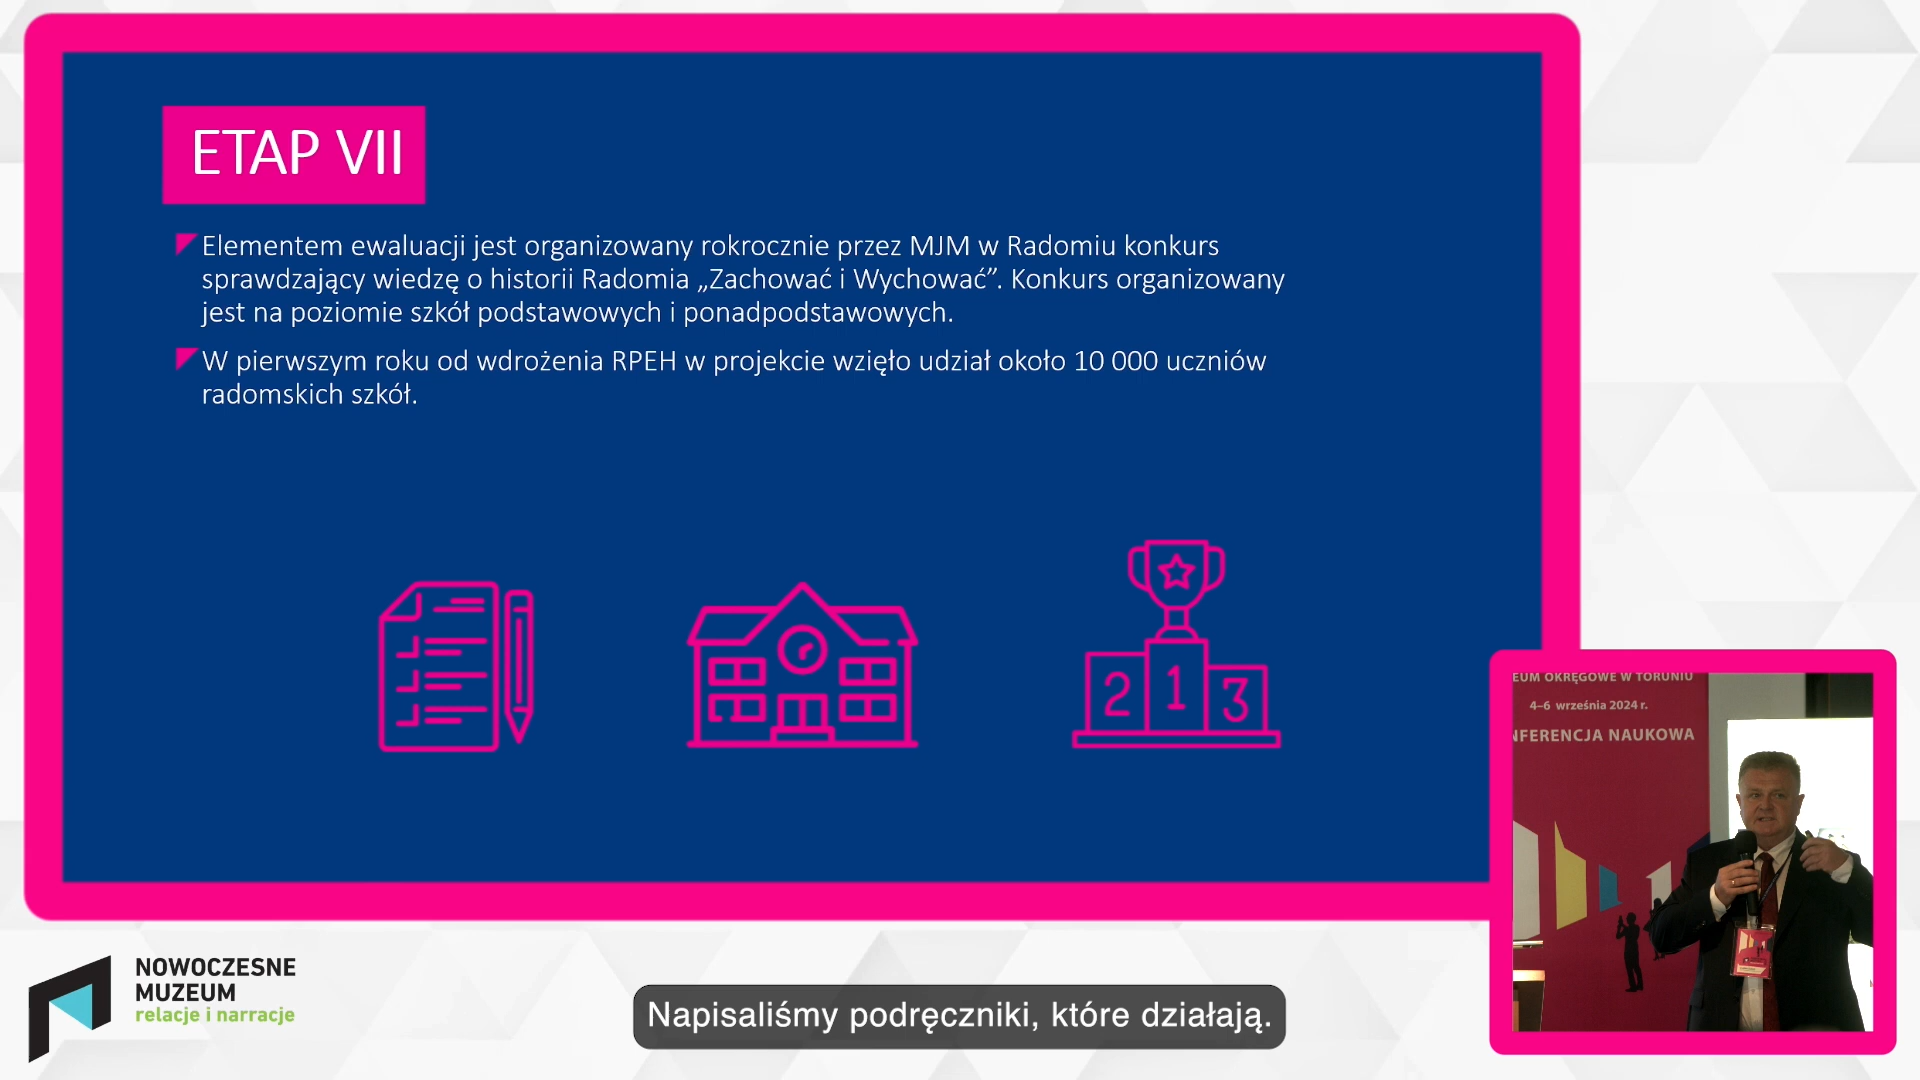 ETAP VII
Elementem ewaluacji jest organizowany rokrocznie przez MJM w Radomiu konkurs
sprawdzający wiedzę o historii Radomia „Zachować i Wychować”. Konkurs organizowany
jest na poziomie szkół podstawowych i ponadpodstawowych.
W pierwszym roku od wdrożenia RPEH w projekcie wzięło udział około 10 000 uczniów
radomskich szkół.
2 1 3
EUM OKRĘGOWE W TORUNIU
4–6 września 2024 r.
NFERENCJA NAUKOWA
NOWOCZESNE
MUZEUM
relacje i narracje
Napisaliśmy podręczniki, które działają.